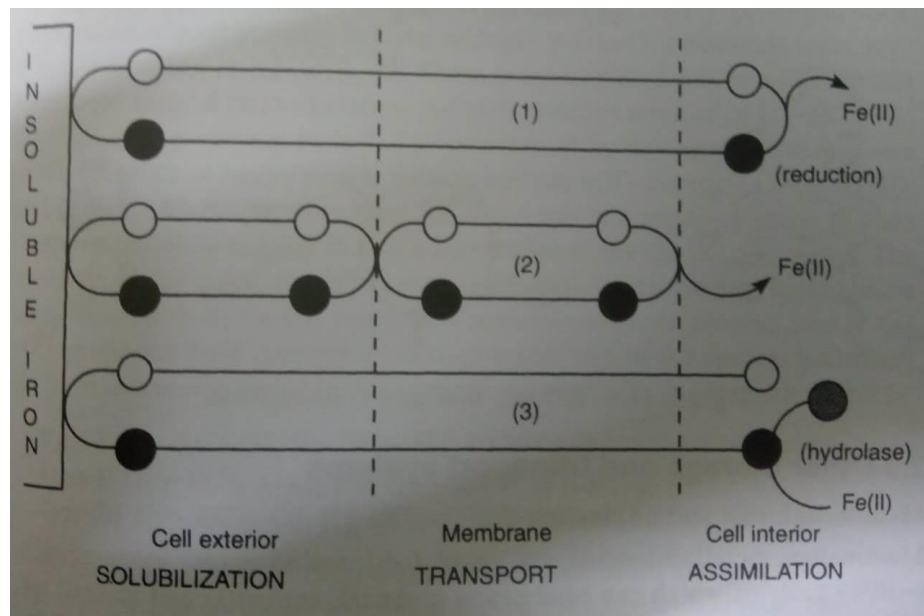 INSOLUBLE IRON
(1)
Fe(II)
(reduction)
(2)
Fe(II)
(3)
(hydrolase)
Fe(II)
Cell exterior
SOLUBILIZATION
Membrane
TRANSPORT
Cell interior
ASSIMILATION